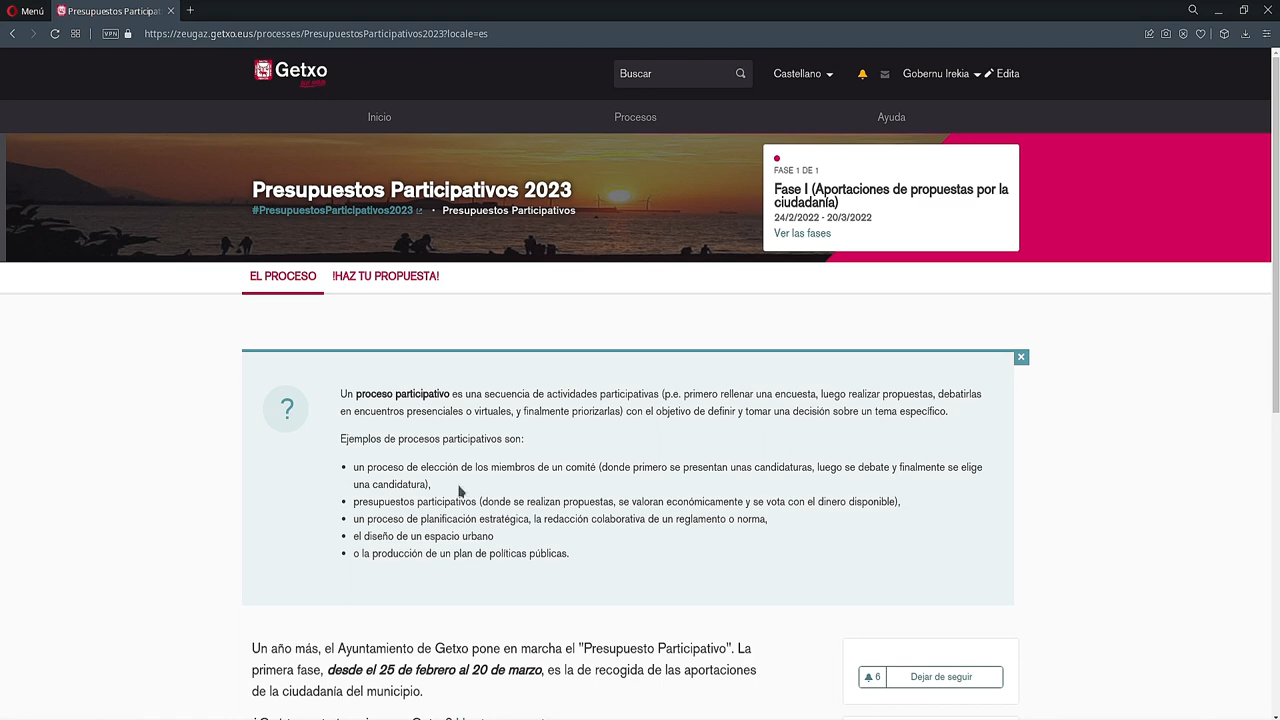 Menú
Presupuestos Participat
VPN
https://zeugaz.getxo.eus/processes/PresupuestosParticipativos2023?locale=es
Getxo
Buscar
Castellano
Gobernu Irekia
Edita
Inicio
Procesos
Ayuda
Presupuestos Participativos 2023
#PresupuestosParticipativos2023 · Presupuestos Participativos
FASE 1 DE 1
Fase I (Aportaciones de propuestas por la
ciudadanía)
24/2/2022 - 20/3/2022
Ver las fases
EL PROCESO
!HAZ TU PROPUESTA!
?
Un proceso participativo es una secuencia de actividades participativas (p.e. primero rellenar una encuesta, luego realizar propuestas, debatirlas
en encuentros presenciales o virtuales, y finalmente priorizarlas) con el objetivo de definir y tomar una decisión sobre un tema específico.
Ejemplos de procesos participativos son:
• un proceso de elección de los miembros de un comité (donde primero se presentan unas candidaturas, luego se debate y finalmente se elige
una candidatura),
• presupuestos participativos (donde se realizan propuestas, se valoran económicamente y se vota con el dinero disponible),
• un proceso de planificación estratégica, la redacción colaborativa de un reglamento o norma,
• el diseño de un espacio urbano
• o la producción de un plan de políticas públicas.
Un año más, el Ayuntamiento de Getxo pone en marcha el "Presupuesto Participativo". La
primera fase, desde el 25 de febrero al 20 de marzo, es la de recogida de las aportaciones
de la ciudadanía del municipio.
6
Dejar de seguir